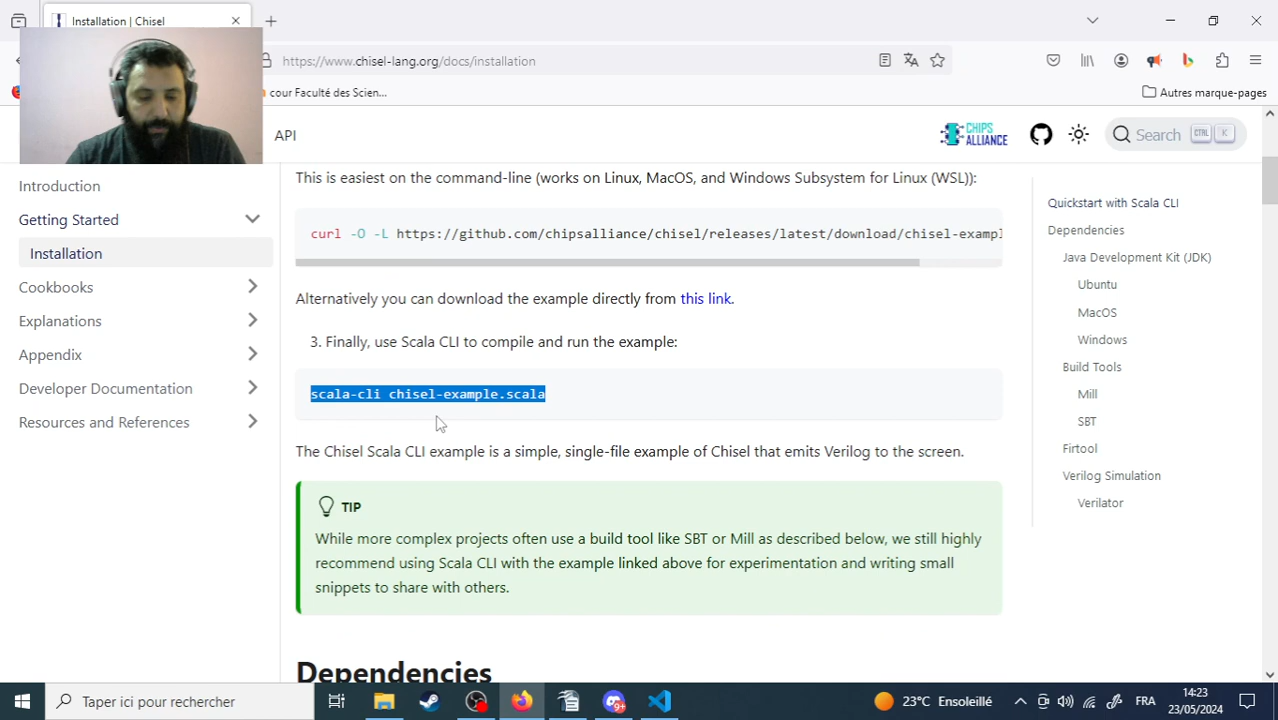 Installation | Chisel
https://www.chisel-lang.org/docs/installation
cour Faculté des Scien...
Autres marque-pages
API
CHIPS
ALLIANCE
Search CTRL K
Introduction
Getting Started
Installation
Cookbooks
Explanations
Appendix
Developer Documentation
Resources and References
This is easiest on the command-line (works on Linux, MacOS, and Windows Subsystem for Linux (WSL)):
curl -O -L https://github.com/chipsalliance/chisel/releases/latest/download/chisel-exampl
Alternatively you can download the example directly from this link.
3. Finally, use Scala CLI to compile and run the example:
scala-cli chisel-example.scala
The Chisel Scala CLI example is a simple, single-file example of Chisel that emits Verilog to the screen.
TIP
While more complex projects often use a build tool like SBT or Mill as described below, we still highly
recommend using Scala CLI with the example linked above for experimentation and writing small
snippets to share with others.
Dependencies
Quickstart with Scala CLI
Dependencies
Java Development Kit (JDK)
Ubuntu
MacOS
Windows
Build Tools
Mill
SBT
Firtool
Verilog Simulation
Verilator
Taper ici pour rechercher
9+
23°C Ensoleillé
FRA
14:23
23/05/2024